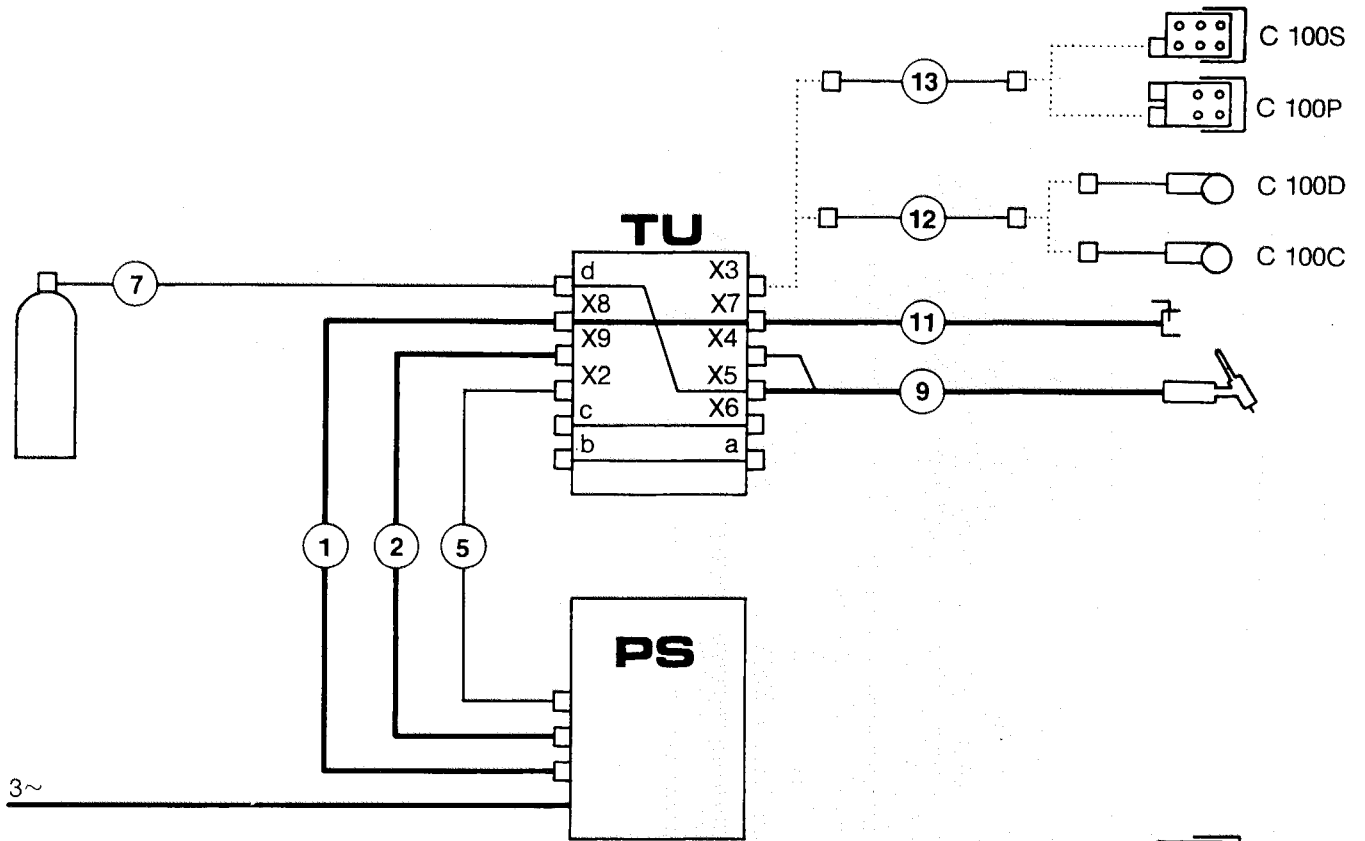 C 100S
13
C 100P
C 100D
12
C 100C
TU
7
d X3
X8 X7
11
X9 X4
X2 X5
9
c X6
b a
1 2 5
PS
3~